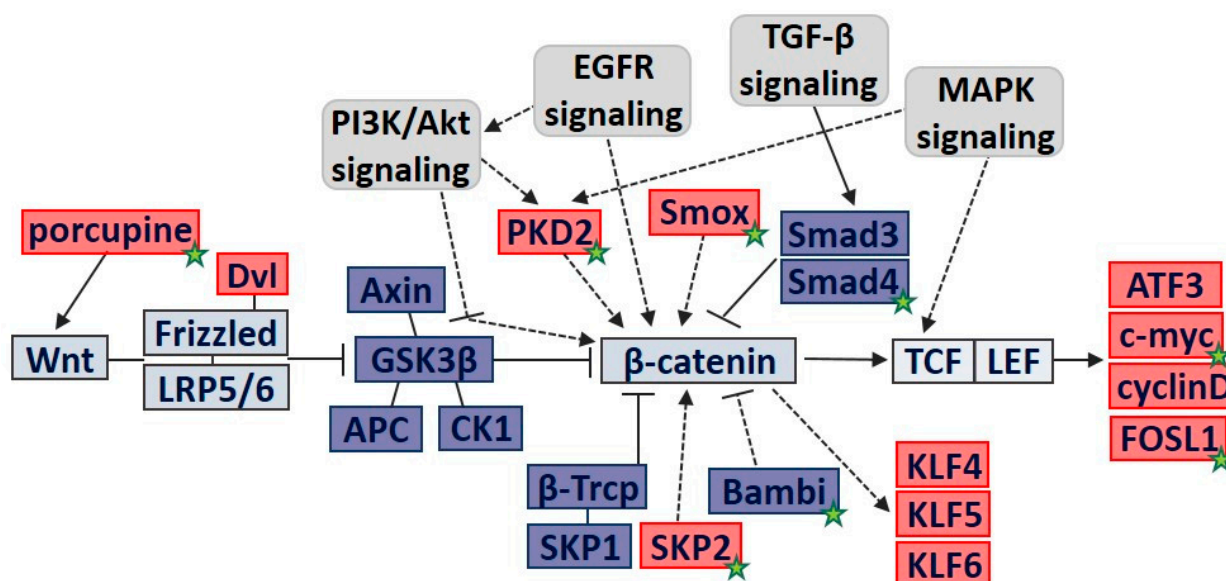 TGF-β
signaling
EGFR
signaling
MAPK
signaling
PI3K/Akt
signaling
porcupine
PKD2
Smox
Smad3
Smad4
Dvl
Axin
ATF3
Frizzled
c-myc
Wnt
GSK3β
β-catenin
TCF LEF
LRP5/6
cyclinD
APC
CK1
FOSL1
KLF4
β-Trcp
Bambi
KLF5
SKP1
SKP2
KLF6